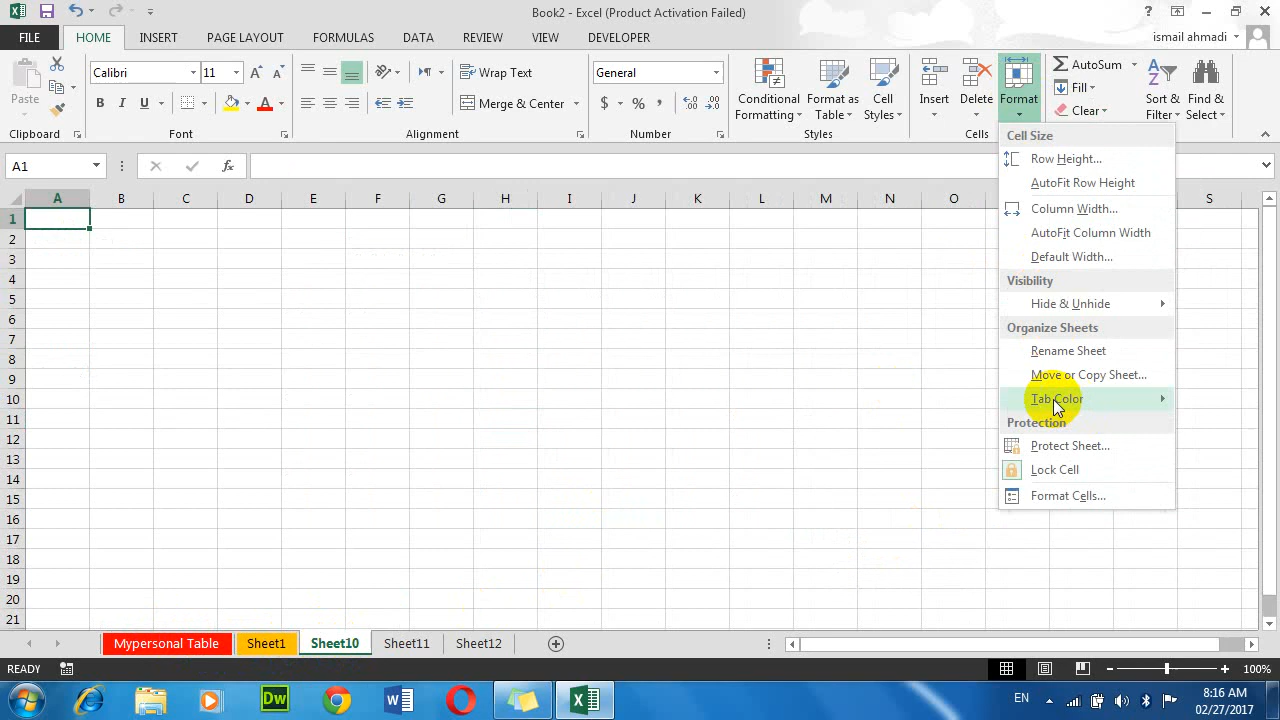 Book2 - Excel (Product Activation Failed)
FILE HOME INSERT PAGE LAYOUT FORMULAS DATA REVIEW VIEW DEVELOPER ismail ahmadi
Paste
Clipboard
Calibri 11
B I U A
Font
Wrap Text
Merge & Center
Alignment
General
$ % ,
Number
Conditional Formatting
Format as Table
Cell Styles
Styles
Insert Delete Format
Cells
AutoSum
Fill
Clear
Sort & Filter
Find & Select
A1
fx
A B C D E F G H I J K L M N O S
1
2
3
4
5
6
7
8
9
10
11
12
13
14
15
16
17
18
19
20
21
Cell Size
Row Height...
AutoFit Row Height
Column Width...
AutoFit Column Width
Default Width...
Visibility
Hide & Unhide
Organize Sheets
Rename Sheet
Move or Copy Sheet...
Tab Color
Protection
Protect Sheet...
Lock Cell
Format Cells...
Mypersonal Table Sheet1 Sheet10 Sheet11 Sheet12
READY 100%
Dw
EN
8:16 AM
02/27/2017